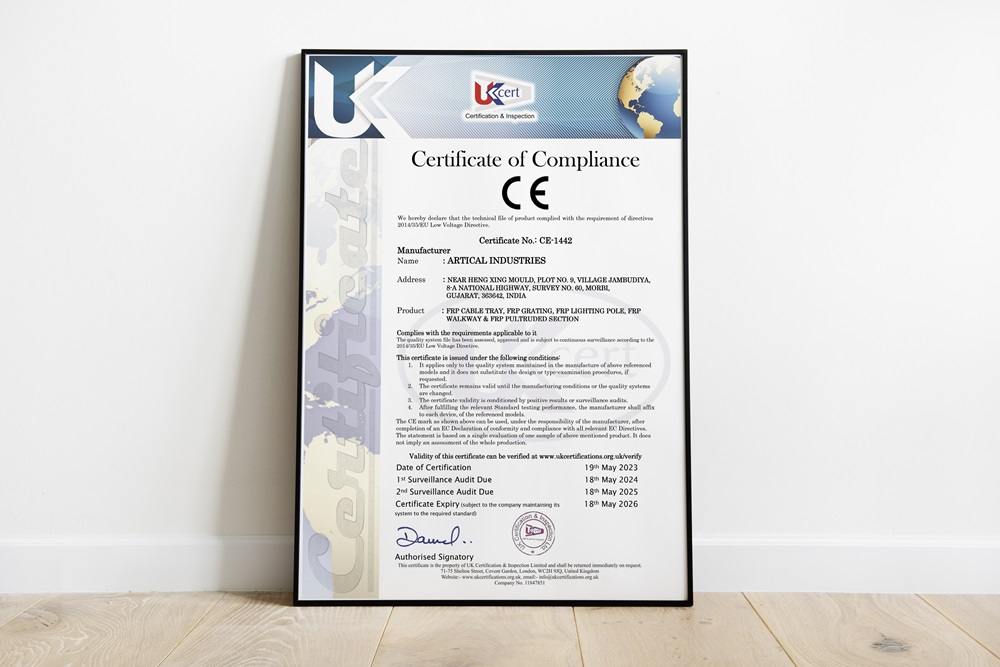 UK
UK cert
Certification & Inspection
Certificate
Certificate of Compliance
CE
We hereby declare that the technical file of product complied with the requirement of directives
2014/35/EU Low Voltage Directive.
Certificate No.: CE-1442
Manufacturer
Name : ARTICAL INDUSTRIES
Address : NEAR HENG XING MOULD, PLOT NO. 9, VILLAGE JAMBUDIYA,
8-A NATIONAL HIGHWAY, SURVEY NO. 60, MORBI,
GUJARAT, 363642, INDIA
Product : FRP CABLE TRAY, FRP GRATING, FRP LIGHTING POLE, FRP
WALKWAY & FRP PULTRUDED SECTION
Complies with the requirements applicable to it
The quality system file has been assessed, approved and is subject to continuous surveillance according to the
2014/35/EU Low Voltage Directive.
This certificate is issued under the following conditions:
1. It applies only to the quality system maintained in the manufacture of above referenced
models and it does not substitute the design or type-examination procedures, if
requested.
2. The certificate remains valid until the manufacturing conditions or the quality systems
are changed.
3. The certificate validity is conditioned by positive results or surveillance audits.
4. After fulfilling the relevant Standard testing performance, the manufacturer shall affix
to each device, of the referenced models.
The CE mark as shown above can be used, under the responsibility of the manufacturer, after
completion of an EC Declaration of conformity and compliance with all relevant EC Directives.
The statement is based on a single evaluation of one sample of above mentioned product. It does
not imply an assessment of the whole production.
Validity of this certificate can be verified at www.ukcertifications.org.uk/verify
Date of Certification 19th May 2023
1st Surveillance Audit Due 18th May 2024
2nd Surveillance Audit Due 18th May 2025
Certificate Expiry (subject to the company maintaining its 18th May 2026
system to the required standard)
UK Certification & Inspection Ltd
Authorised Signatory
This certificate is the property of UK Certification & Inspection Limited and shall be returned immediately on request.
71-75 Shelton Street, Covent Garden, London, WC2H 9JQ, United Kingdom
Website:- www.ukcertifications.org.uk, email:- info@ukcertifications.org.uk
Company No. 11847851